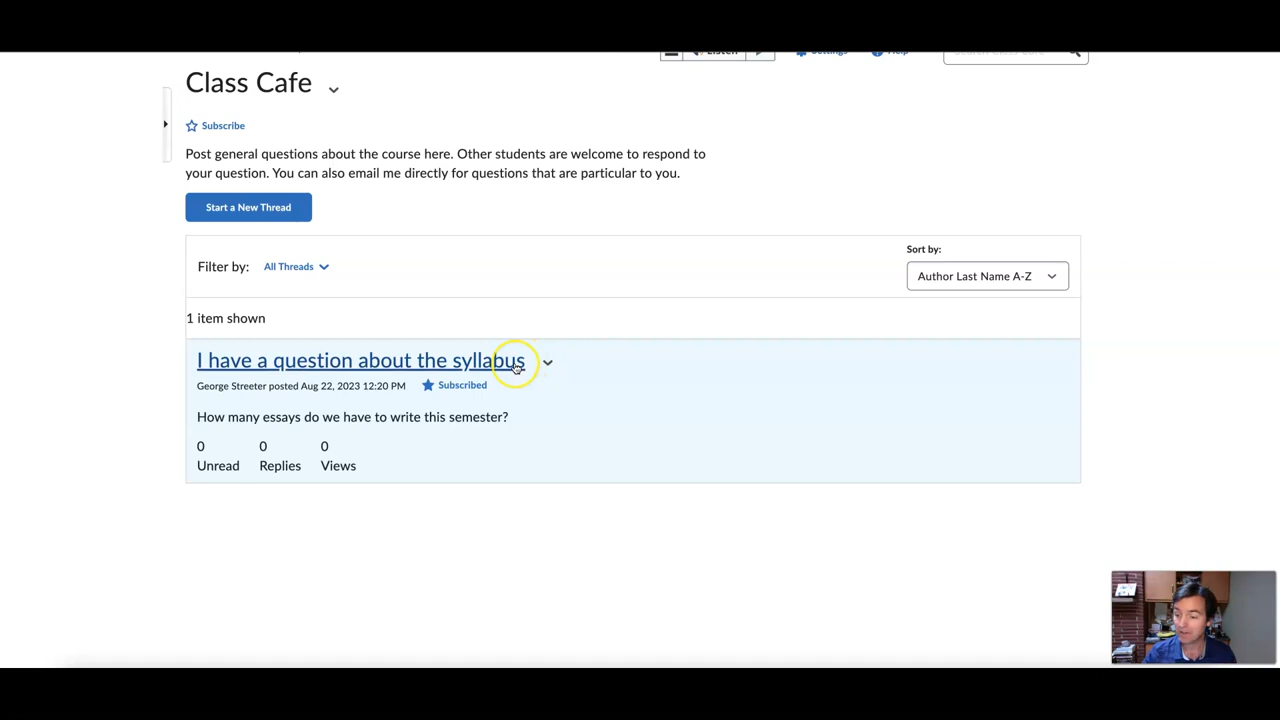 Listen
Settings
Help
Class Cafe
Subscribe
Post general questions about the course here. Other students are welcome to respond to
your question. You can also email me directly for questions that are particular to you.
Start a New Thread
Sort by:
Filter by: All Threads
Author Last Name A-Z
1 item shown
I have a question about the syllabus
George Streeter posted Aug 22, 2023 12:20 PM Subscribed
How many essays do we have to write this semester?
0 0 0
Unread Replies Views